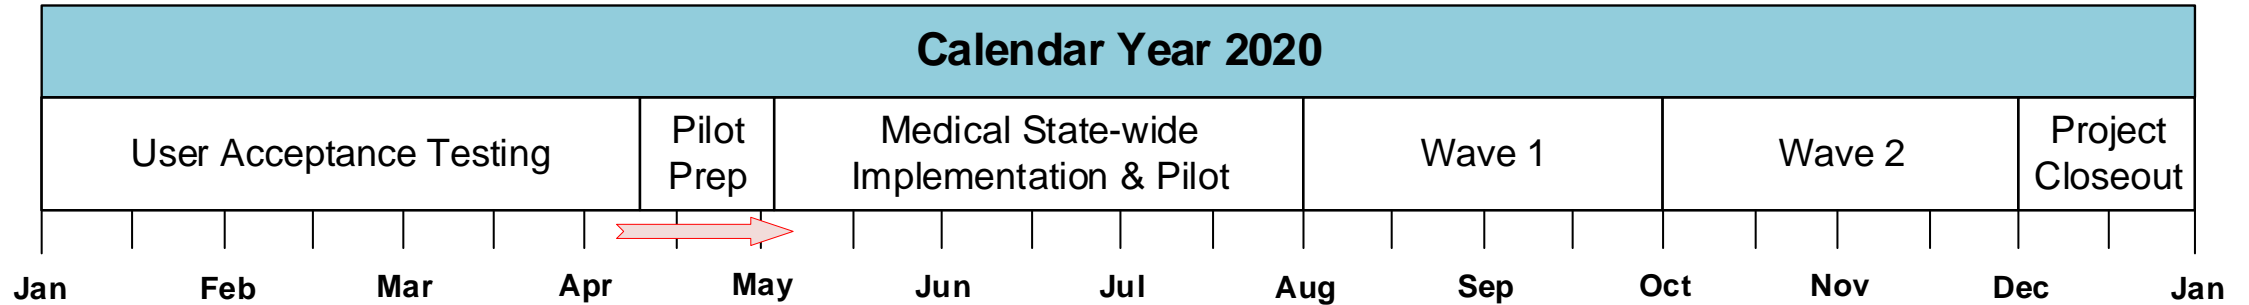 Calendar Year 2020
User Acceptance Testing
Pilot
Prep
Medical State-wide
Implementation & Pilot
Wave 1
Wave 2
Project
Closeout
Jan Feb Mar Apr May Jun Jul Aug Sep Oct Nov Dec Jan